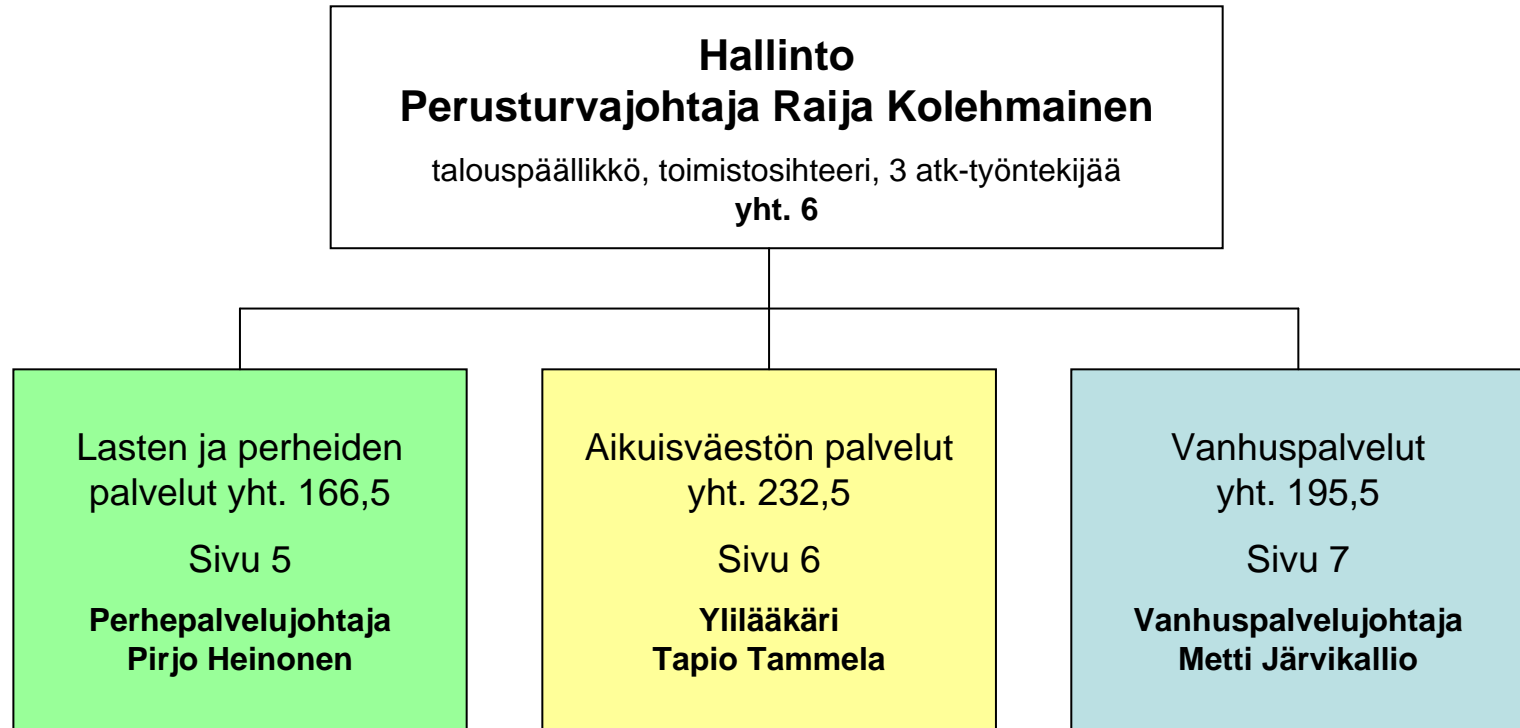 Hallinto
Perusturvajohtaja Raija Kolehmainen
talouspäällikkö, toimistosihteeri, 3 atk-työntekijää
yht. 6
Lasten ja perheiden
palvelut yht. 166,5
Sivu 5
Perhepalvelujohtaja
Pirjo Heinonen
Aikuisväestön palvelut
yht. 232,5
Sivu 6
Ylilääkäri
Tapio Tammela
Vanhuspalvelut
yht. 195,5
Sivu 7
Vanhuspalvelujohtaja
Metti Järvikallio